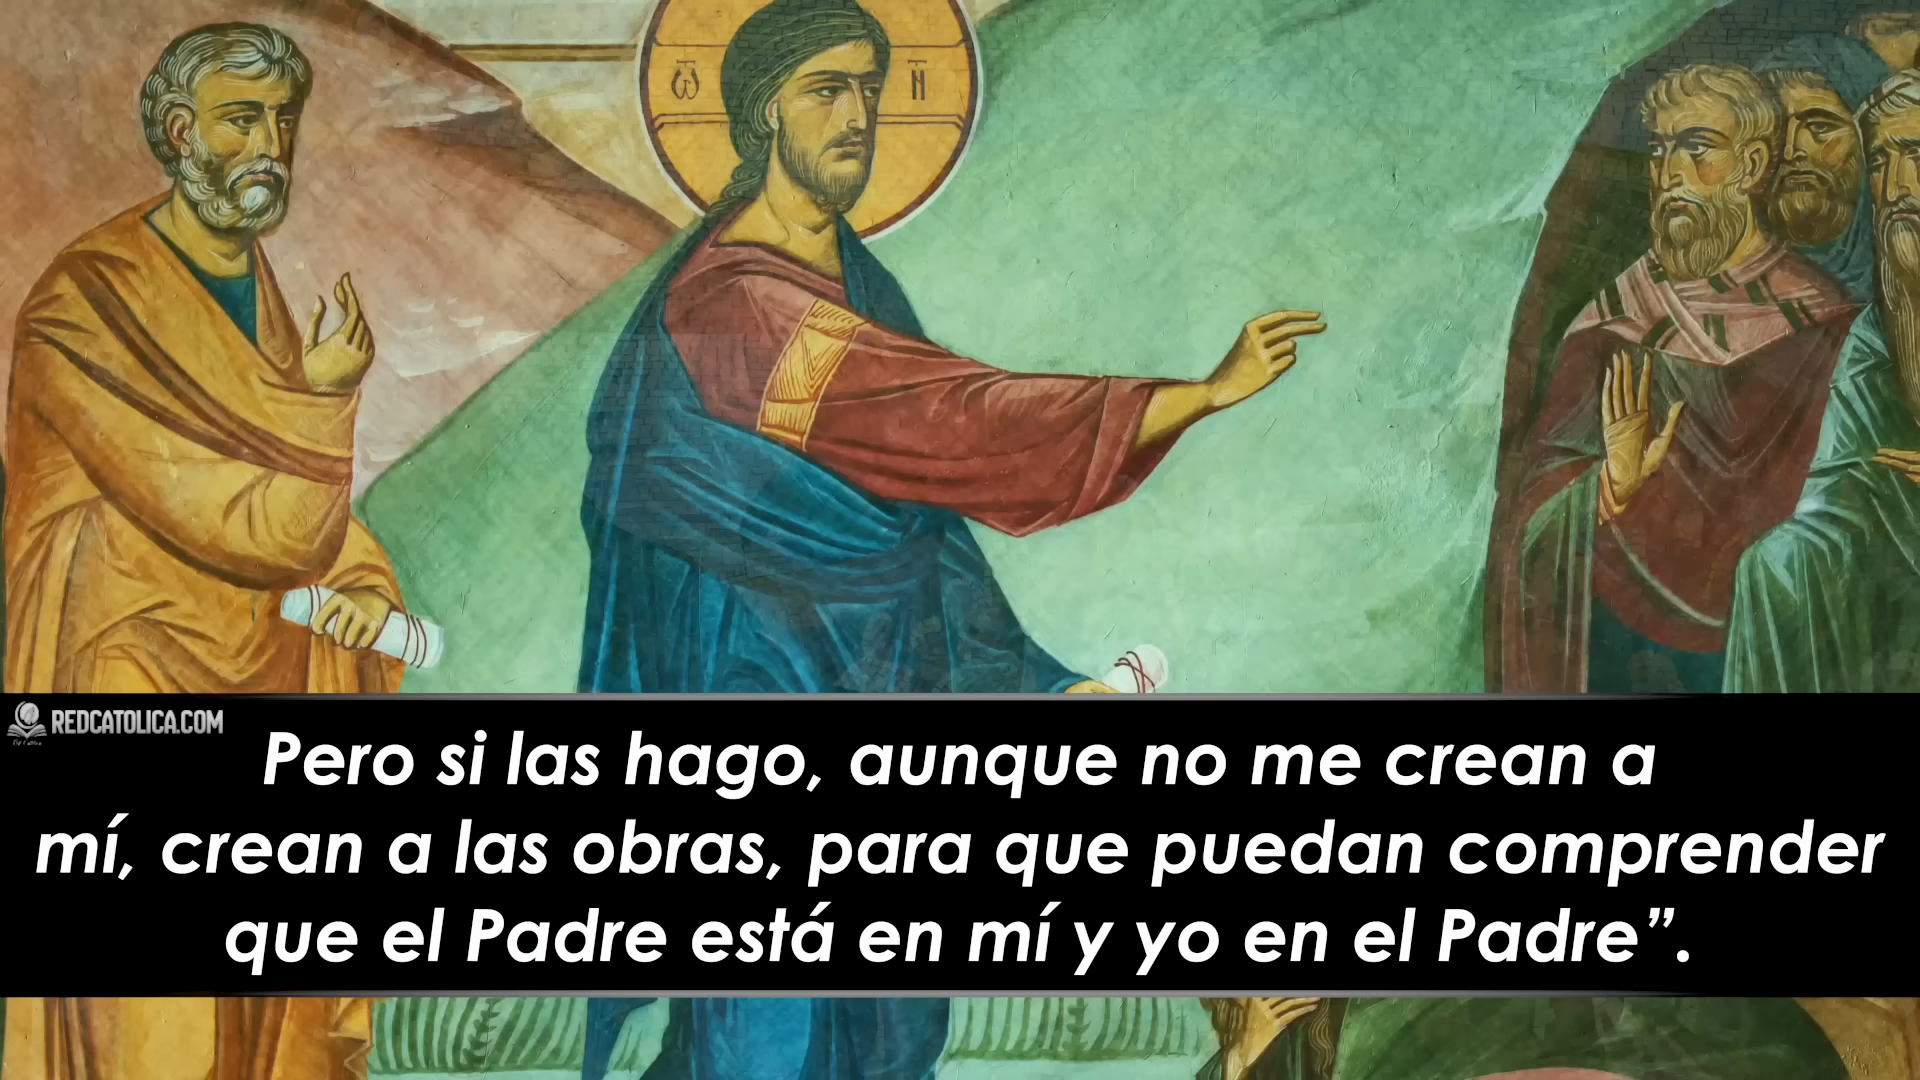 ὤ Ν
REDCATOLICA.COM
Pero si las hago, aunque no me crean a
mí, crean a las obras, para que puedan comprender
que el Padre está en mí y yo en el Padre”.